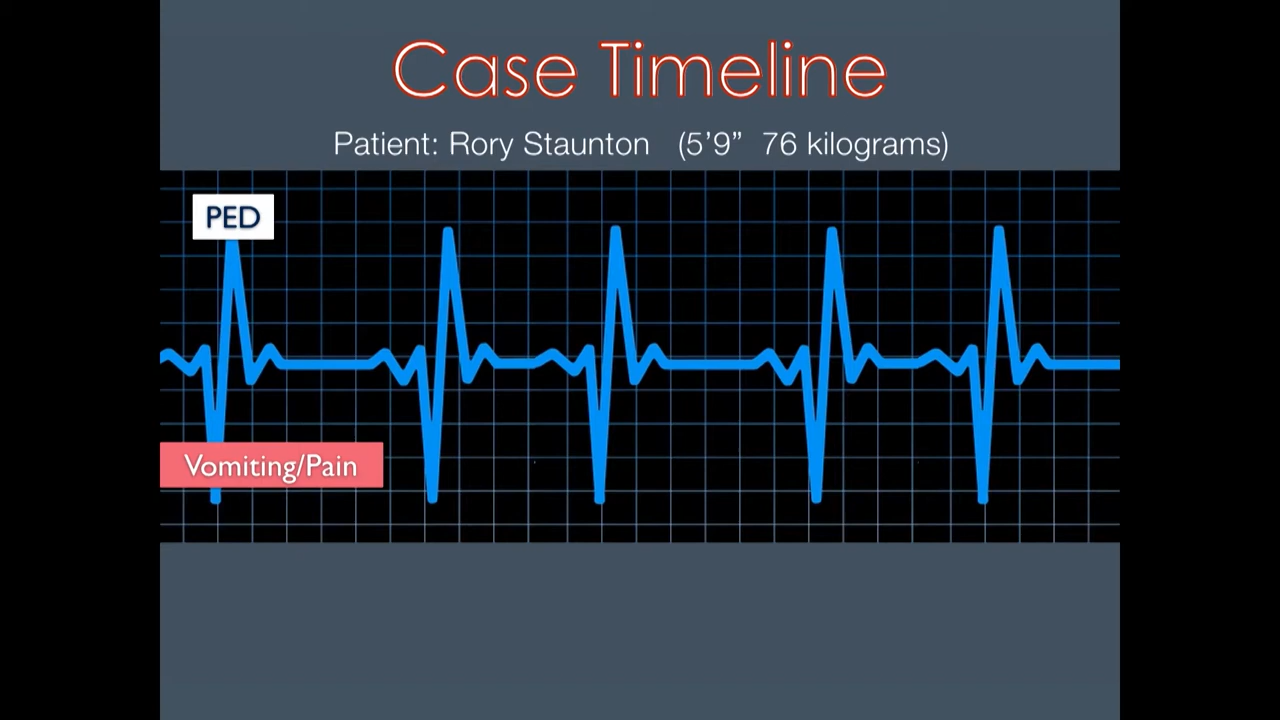 Case Timeline
Patient: Rory Staunton (5’9” 76 kilograms)
PED
Vomiting/Pain